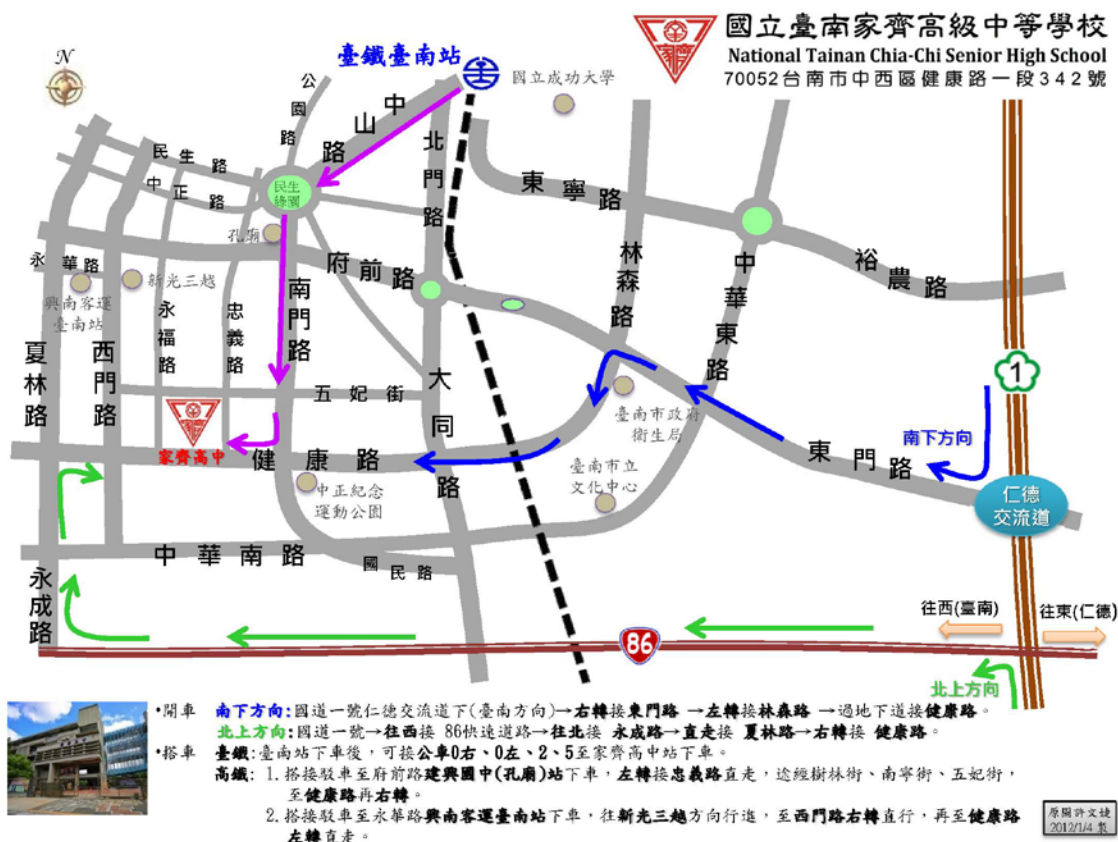 國立臺南家齊高級中等學校
National Tainan Chia-Chi Senior High School
70052台南市中西區健康路一段342號
N
臺鐵臺南站
國立成功大學
公園路
中山路
北門路
民生路
中正路
民生綠園
東寧路
孔廟
府前路
林森路
中華東路
裕農路
永華路
新光三越
興南客運
臺南站
南門路
忠義路
永福路
西門路
夏林路
五妃街
大同路
1
臺南市政府
衛生局
家齊
家齊高中
健康路
東門路
南下方向
仁德
交流道
臺南市立
文化中心
中正紀念
運動公園
中華南路
國民路
永成路
往西(臺南)
往東(仁德)
86
北上方向
•開車 南下方向:國道一號仁德交流道下(臺南方向)→右轉接東門路 →左轉接林森路 →過地下道接健康路。
北上方向:國道一號→往西接 86快速道路→往北接 永成路→直走接 夏林路→右轉接 健康路。
•搭車 臺鐵:臺南站下車後，可接公車0右、0左、2、5至家齊高中站下車。
高鐵: 1.搭接駁車至府前路建興國中(孔廟)站下車，左轉接忠義路直走，途經樹林街、南寧街、五妃街，
至健康路再右轉。
2.搭接駁車至永華路興南客運臺南站下車，往新光三越方向行進，至西門路右轉直行，再至健康路
左轉直走。
原圖許文婕
2012/1/4 製